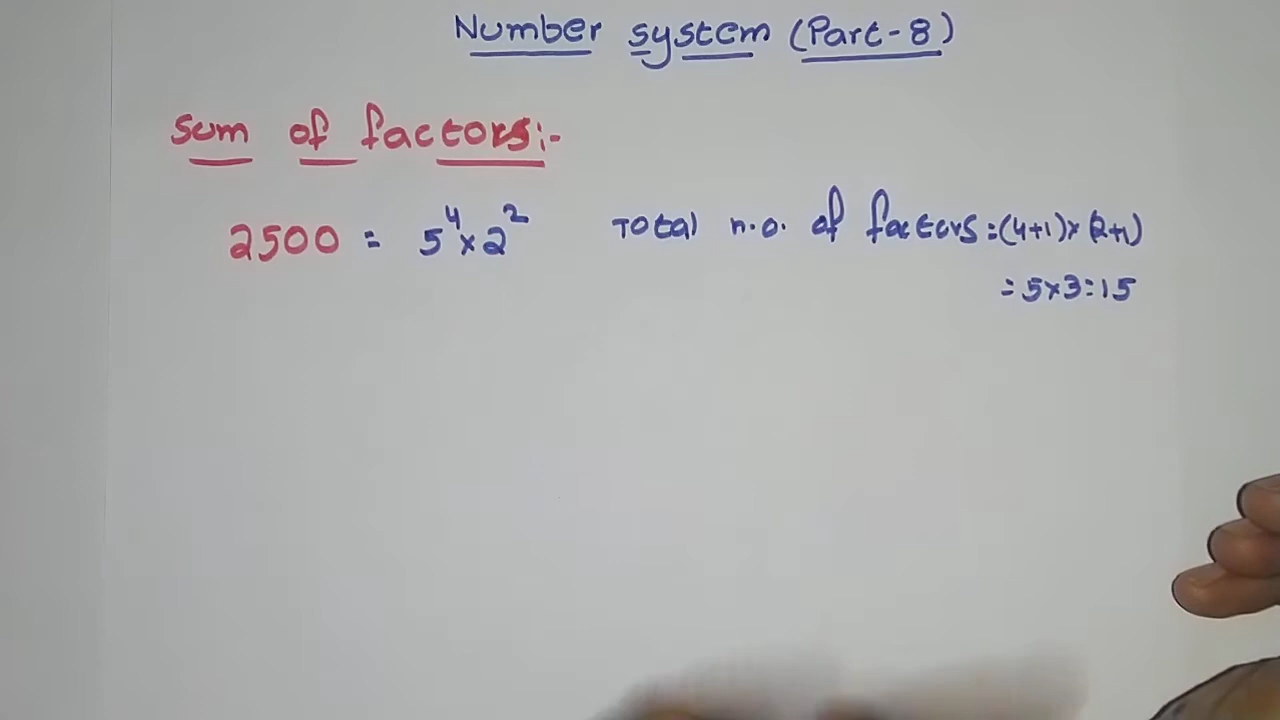 Number system (Part-8)
Sum of factors:-
2500 = 5⁴×2² Total n.o. of factors = (4+1)×(2+1)
= 5×3=15